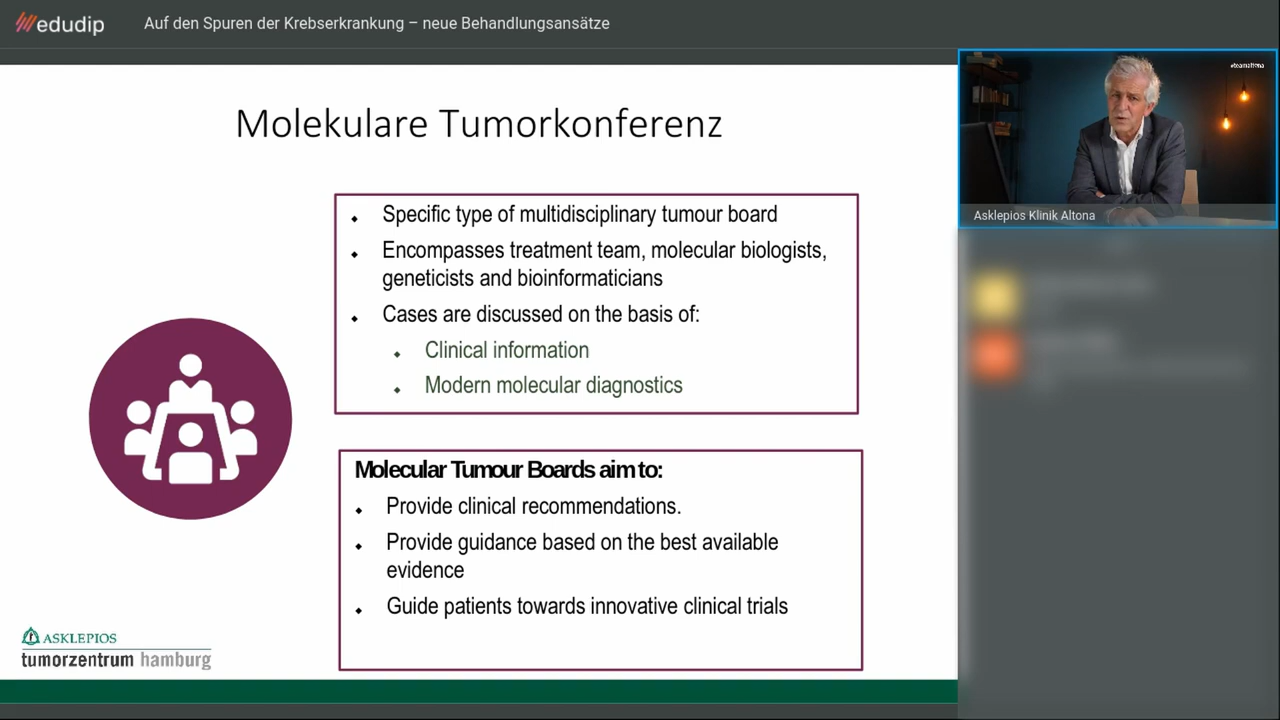 edudip
Auf den Spuren der Krebserkrankung – neue Behandlungsansätze
#teamaltona
Asklepios Klinik Altona
Molekulare Tumorkonferenz
Specific type of multidisciplinary tumour board
Encompasses treatment team, molecular biologists,
geneticists and bioinformaticians
Cases are discussed on the basis of:
Clinical information
Modern molecular diagnostics
Molecular Tumour Boards aim to:
Provide clinical recommendations.
Provide guidance based on the best available
evidence
Guide patients towards innovative clinical trials
ASKLEPIOS
tumorzentrum hamburg